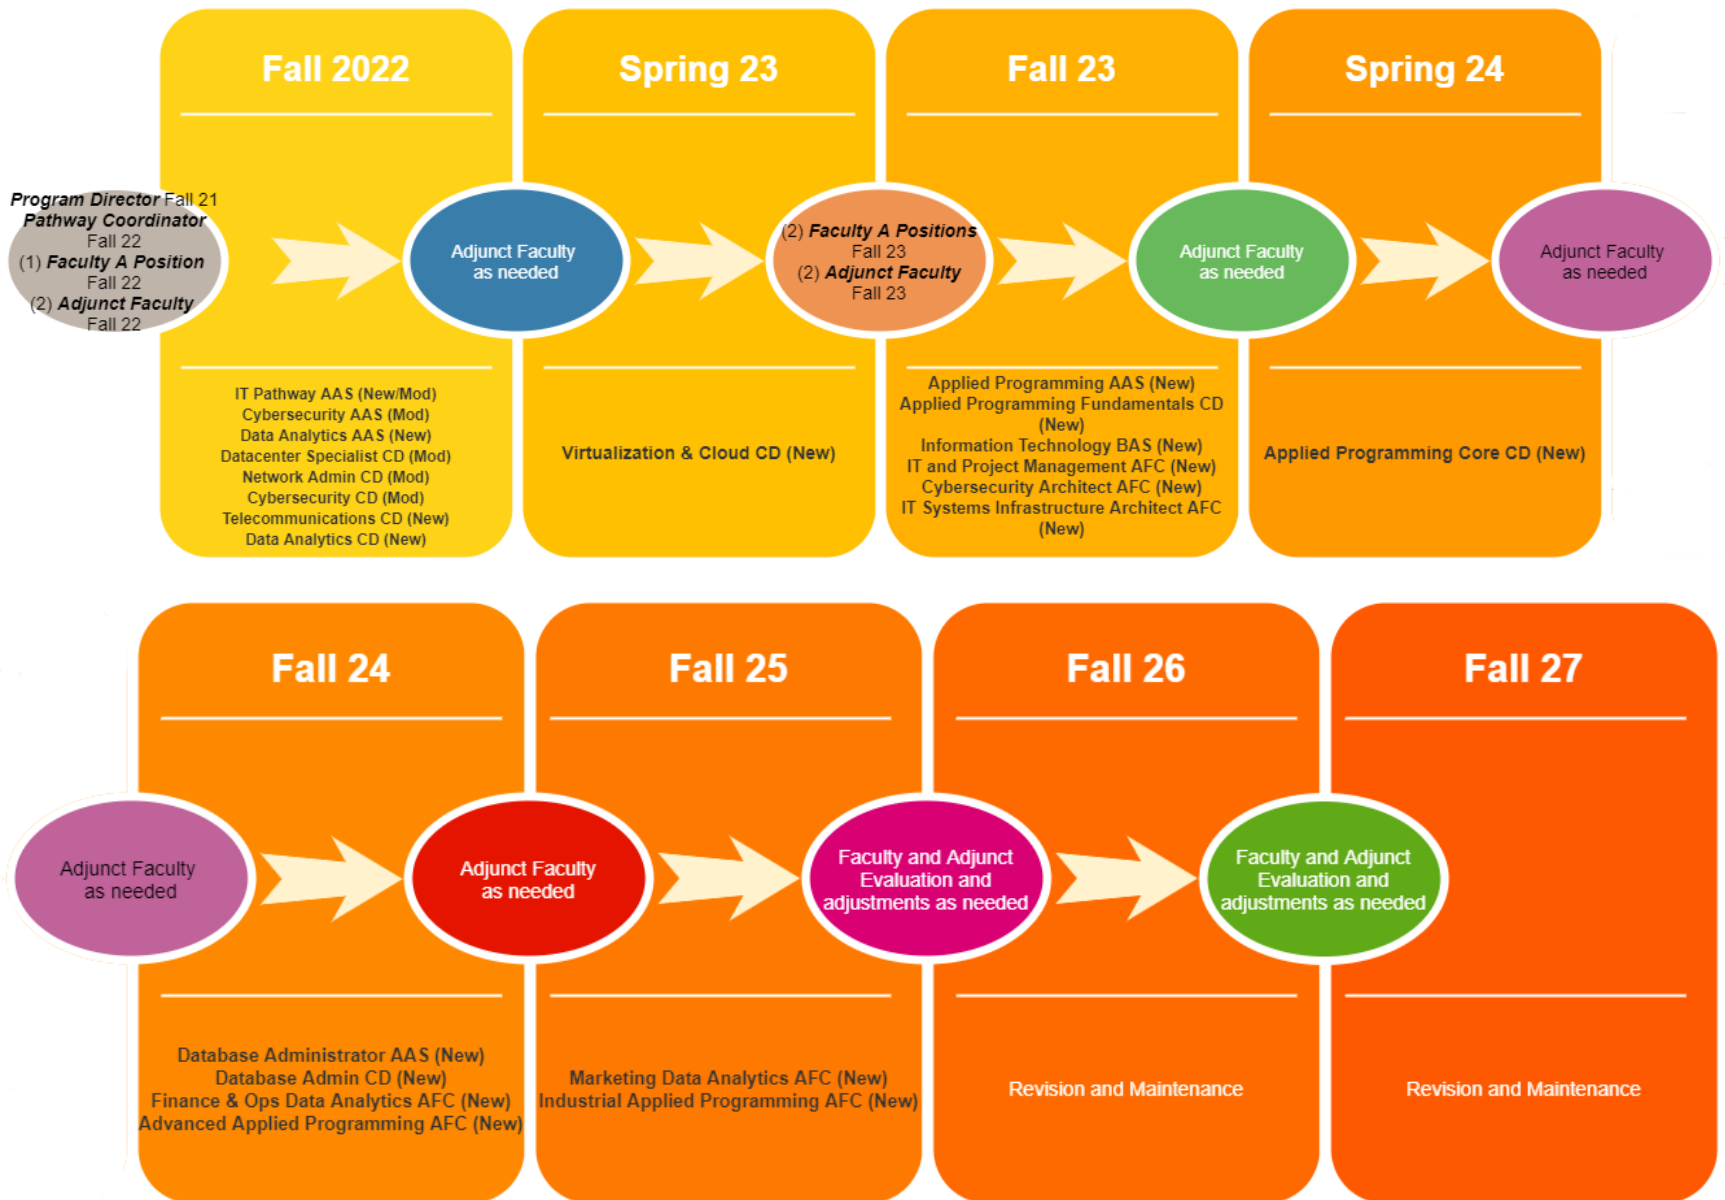 Fall 2022
Spring 23
Fall 23
Spring 24
Program Director Fall 21
Pathway Coordinator
Fall 22
(1) Faculty A Position
Fall 22
(2) Adjunct Faculty
Fall 22
Adjunct Faculty
as needed
(2) Faculty A Positions
Fall 23
(2) Adjunct Faculty
Fall 23
Adjunct Faculty
as needed
Adjunct Faculty
as needed
IT Pathway AAS (New/Mod)
Cybersecurity AAS (Mod)
Data Analytics AAS (New)
Datacenter Specialist CD (Mod)
Network Admin CD (Mod)
Cybersecurity CD (Mod)
Telecommunications CD (New)
Data Analytics CD (New)
Virtualization & Cloud CD (New)
Applied Programming AAS (New)
Applied Programming Fundamentals CD
(New)
Information Technology BAS (New)
IT and Project Management AFC (New)
Cybersecurity Architect AFC (New)
IT Systems Infrastructure Architect AFC
(New)
Applied Programming Core CD (New)
Fall 24
Fall 25
Fall 26
Fall 27
Adjunct Faculty
as needed
Adjunct Faculty
as needed
Faculty and Adjunct
Evaluation and
adjustments as needed
Faculty and Adjunct
Evaluation and
adjustments as needed
Database Administrator AAS (New)
Database Admin CD (New)
Finance & Ops Data Analytics AFC (New)
Advanced Applied Programming AFC (New)
Marketing Data Analytics AFC (New)
Industrial Applied Programming AFC (New)
Revision and Maintenance
Revision and Maintenance